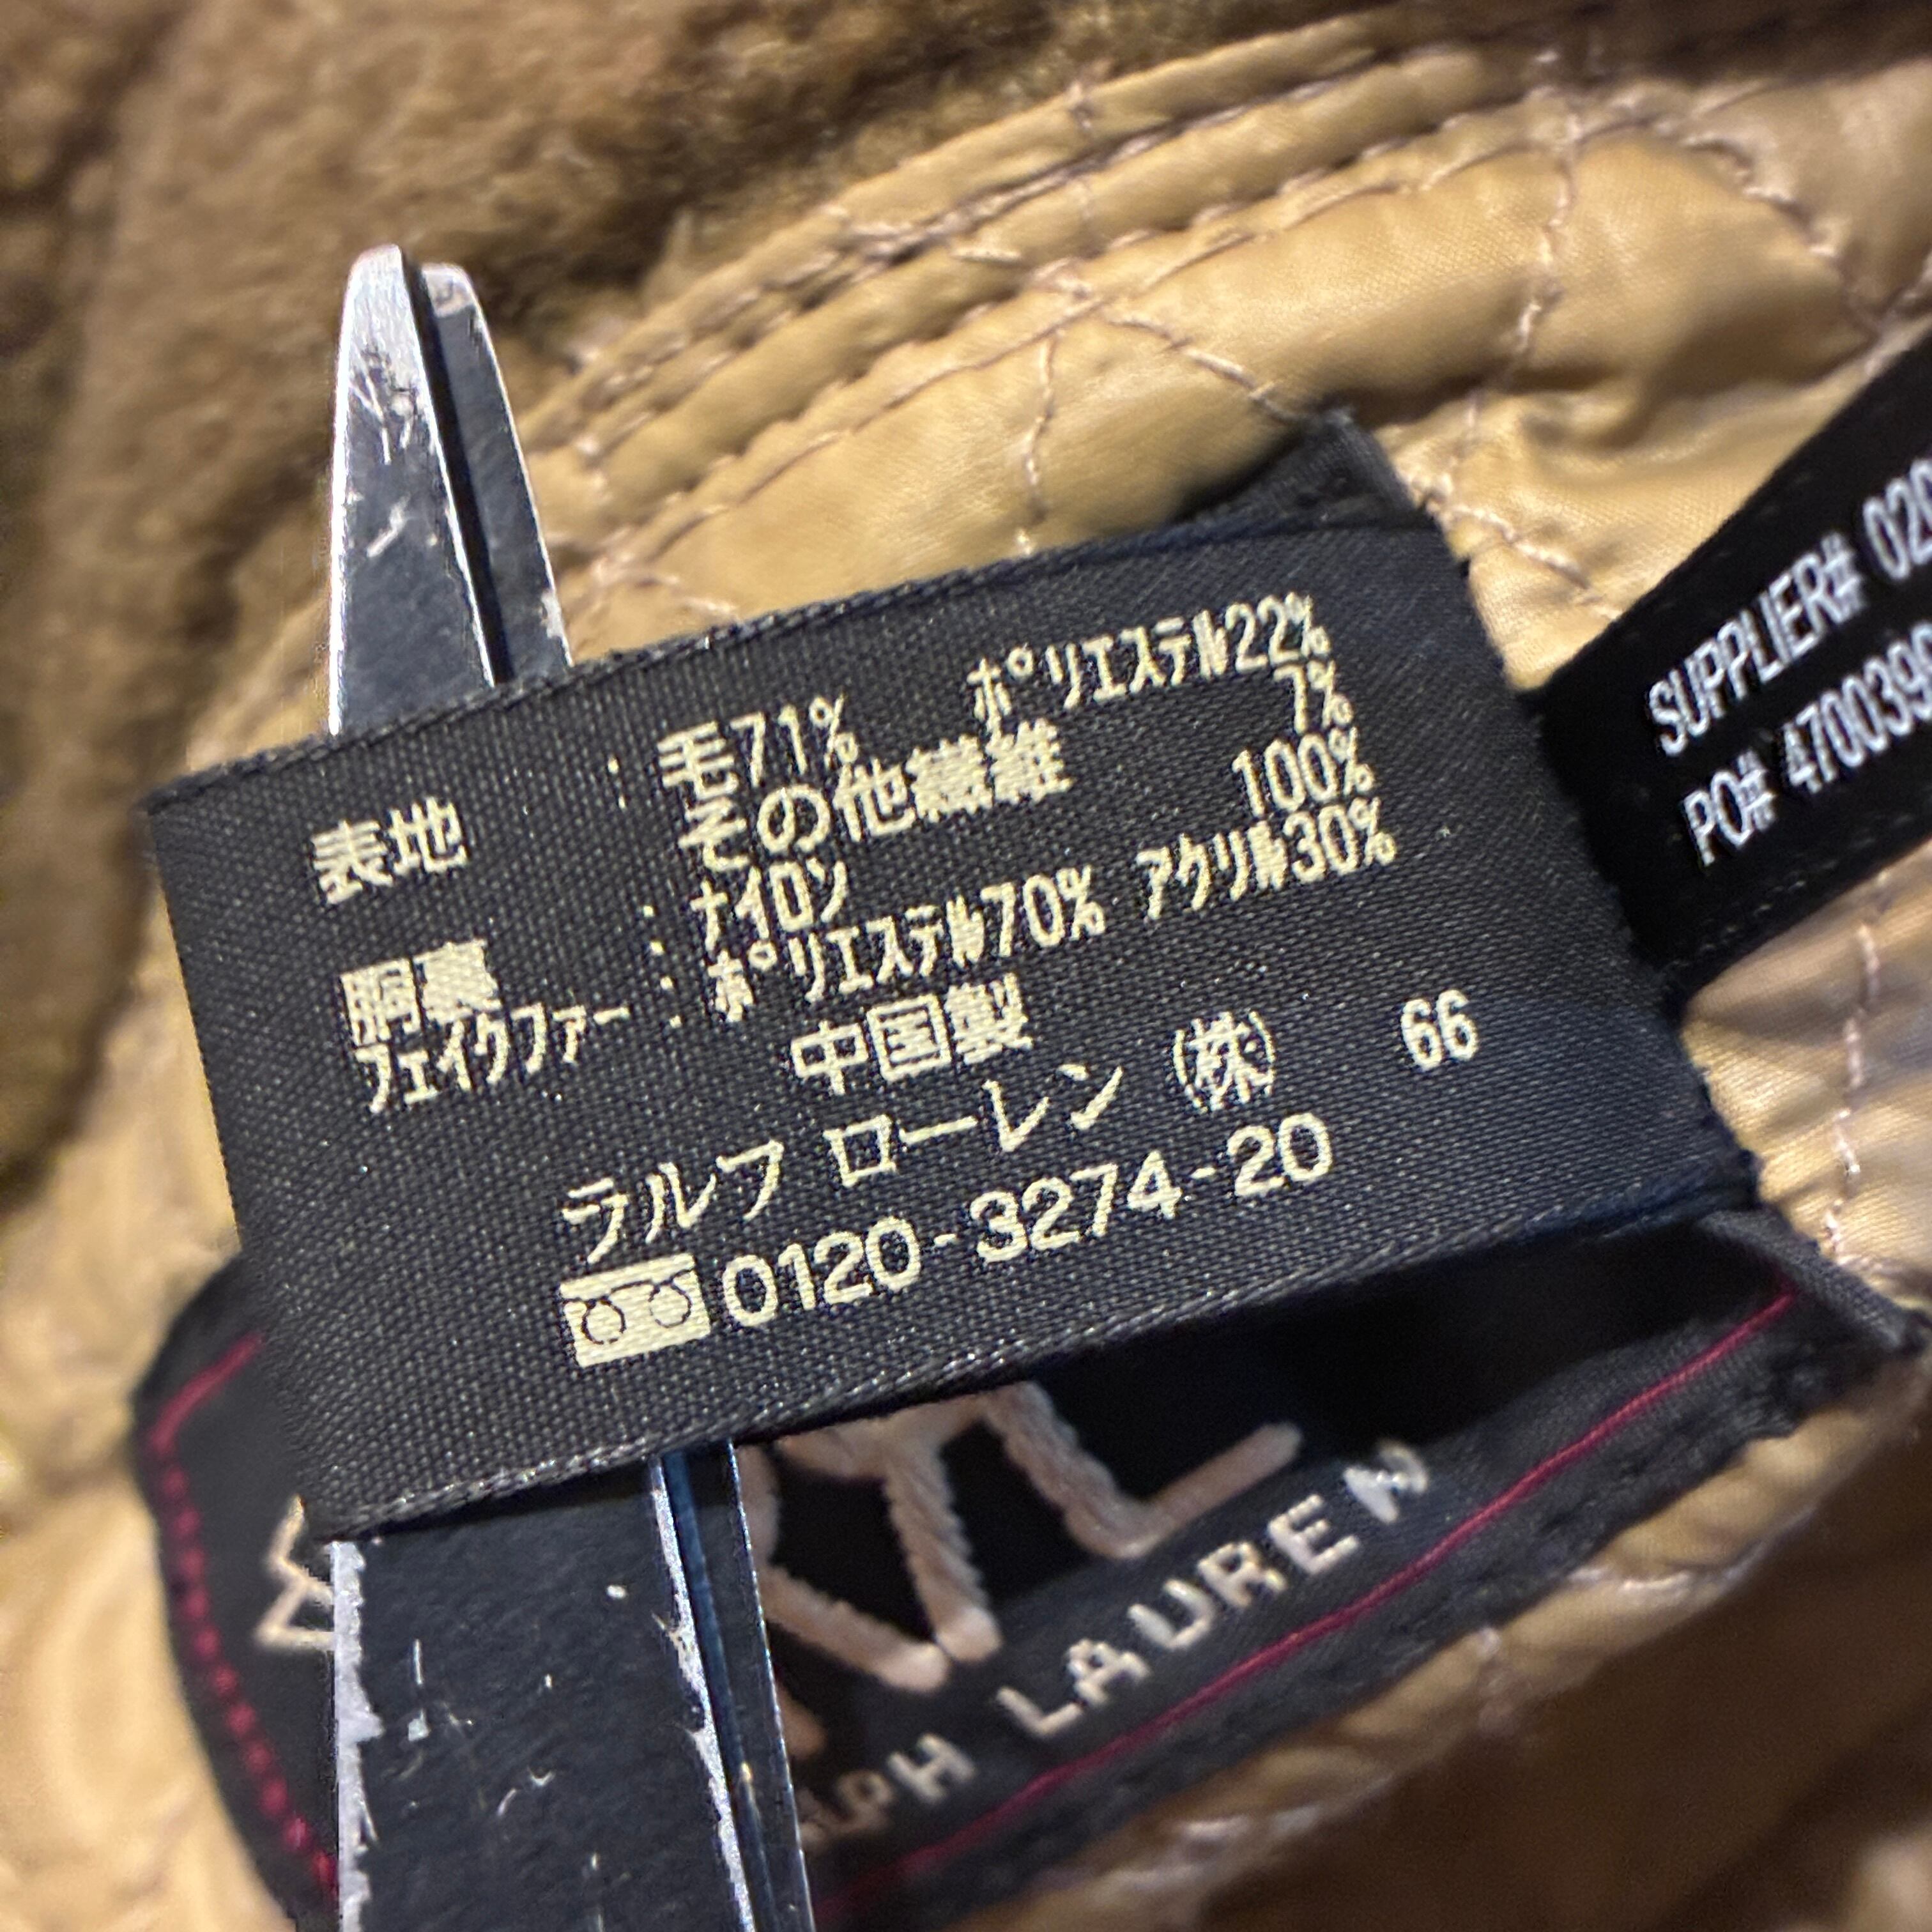 表地 : 毛71% ポリエステル22%
その他繊維 7%
胴裏 : ナイロン 100%
フェイクファー : ポリエステル70% アクリル30%
中国製
ラルフ ローレン ㈱ 66
0120-3274-20
SUPPLIER#
PO#
LAUREN